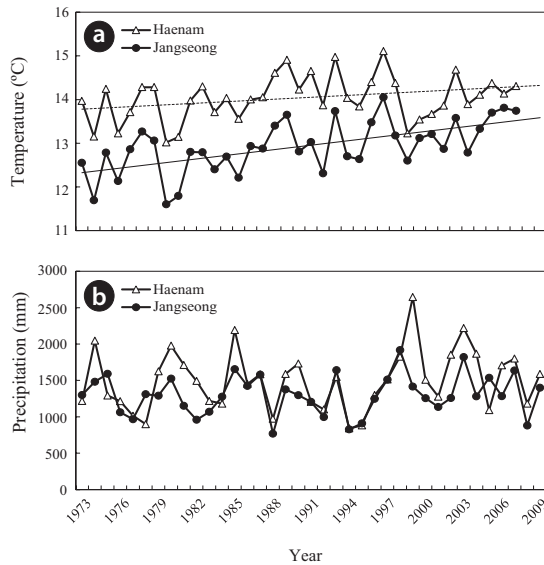 a
Haenam
Jangseong
16
15
14
13
12
11
Temperature (ºC)
b
Haenam
Jangseong
3000
2500
2000
1500
1000
500
0
Precipitation (mm)
1973 1976 1979 1982 1985 1988 1991 1994 1997 2000 2003 2006 2009
Year